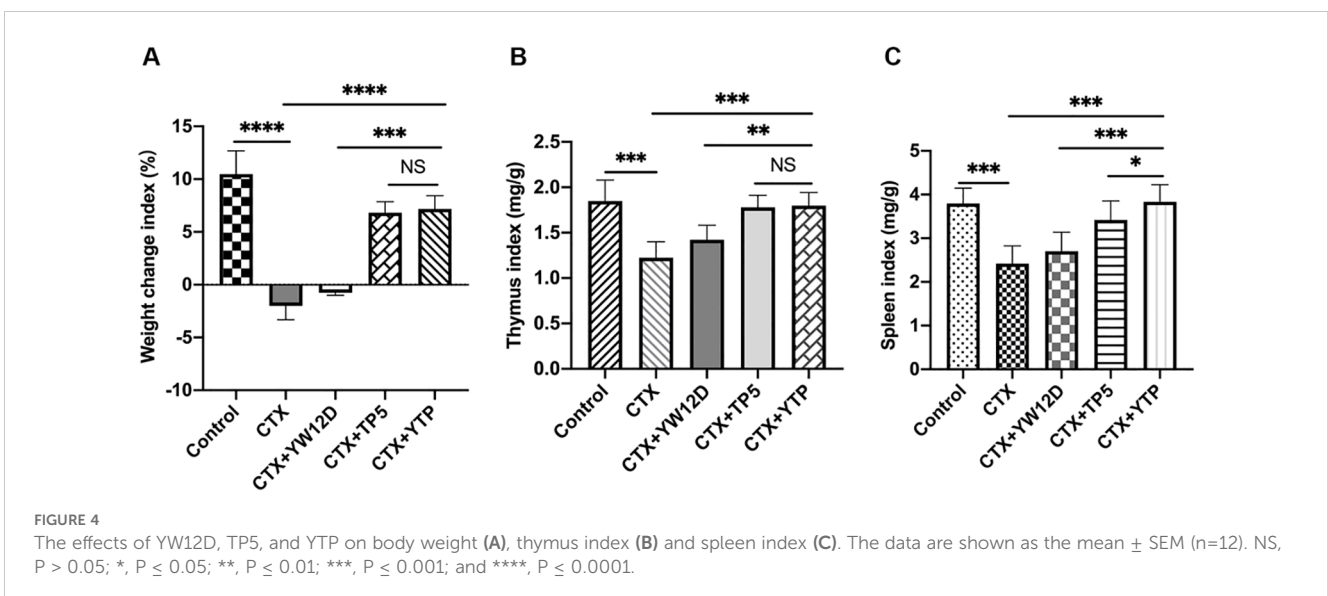 A
B
C
****
****
***
NS
Weight change index (%)
15
10
5
0
-5
-10
Control
CTX
CTX+YW12D
CTX+TP5
CTX+YTP
***
**
***
NS
Thymus index (mg/g)
2.5
2.0
1.5
1.0
0.5
0.0
Control
CTX
CTX+YW12D
CTX+TP5
CTX+YTP
***
***
***
*
Spleen index (mg/g)
5
4
3
2
1
0
Control
CTX
CTX+YW12D
CTX+TP5
CTX+YTP
FIGURE 4
The effects of YW12D, TP5, and YTP on body weight (A), thymus index (B) and spleen index (C). The data are shown as the mean ± SEM (n=12). NS,
P > 0.05; *, P ≤ 0.05; **, P ≤ 0.01; ***, P ≤ 0.001; and ****, P ≤ 0.0001.